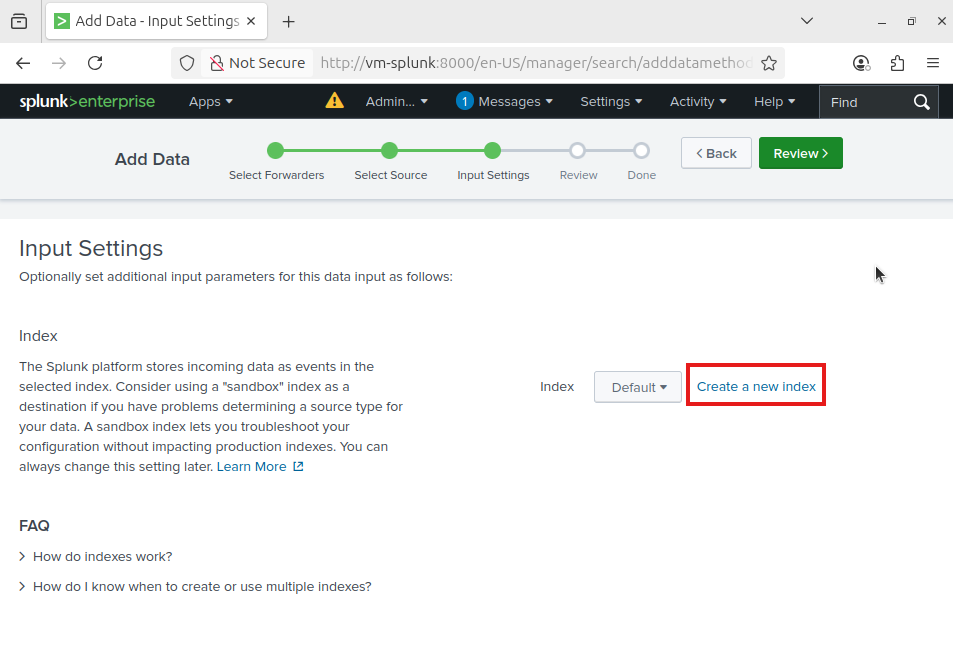 Add Data - Input Settings
Not Secure
http://vm-splunk:8000/en-US/manager/search/adddatametho
splunk>enterprise
Apps
Admin...
1
Messages
Settings
Activity
Help
Find
Add Data
Select Forwarders
Select Source
Input Settings
Review
Done
< Back
Review >
Input Settings
Optionally set additional input parameters for this data input as follows:
Index
The Splunk platform stores incoming data as events in the
selected index. Consider using a "sandbox" index as a
destination if you have problems determining a source type for
your data. A sandbox index lets you troubleshoot your
configuration without impacting production indexes. You can
always change this setting later. Learn More
Index
Default
Create a new index
FAQ
> How do indexes work?
> How do I know when to create or use multiple indexes?